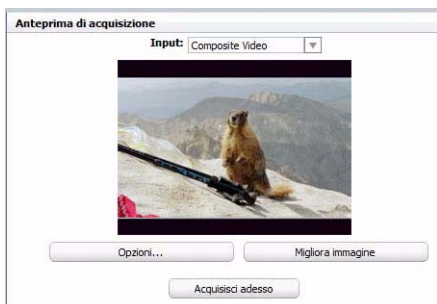 Anteprima di acquisizione
Input: Composite Video
Opzioni... Migliora immagine
Acquisisci adesso